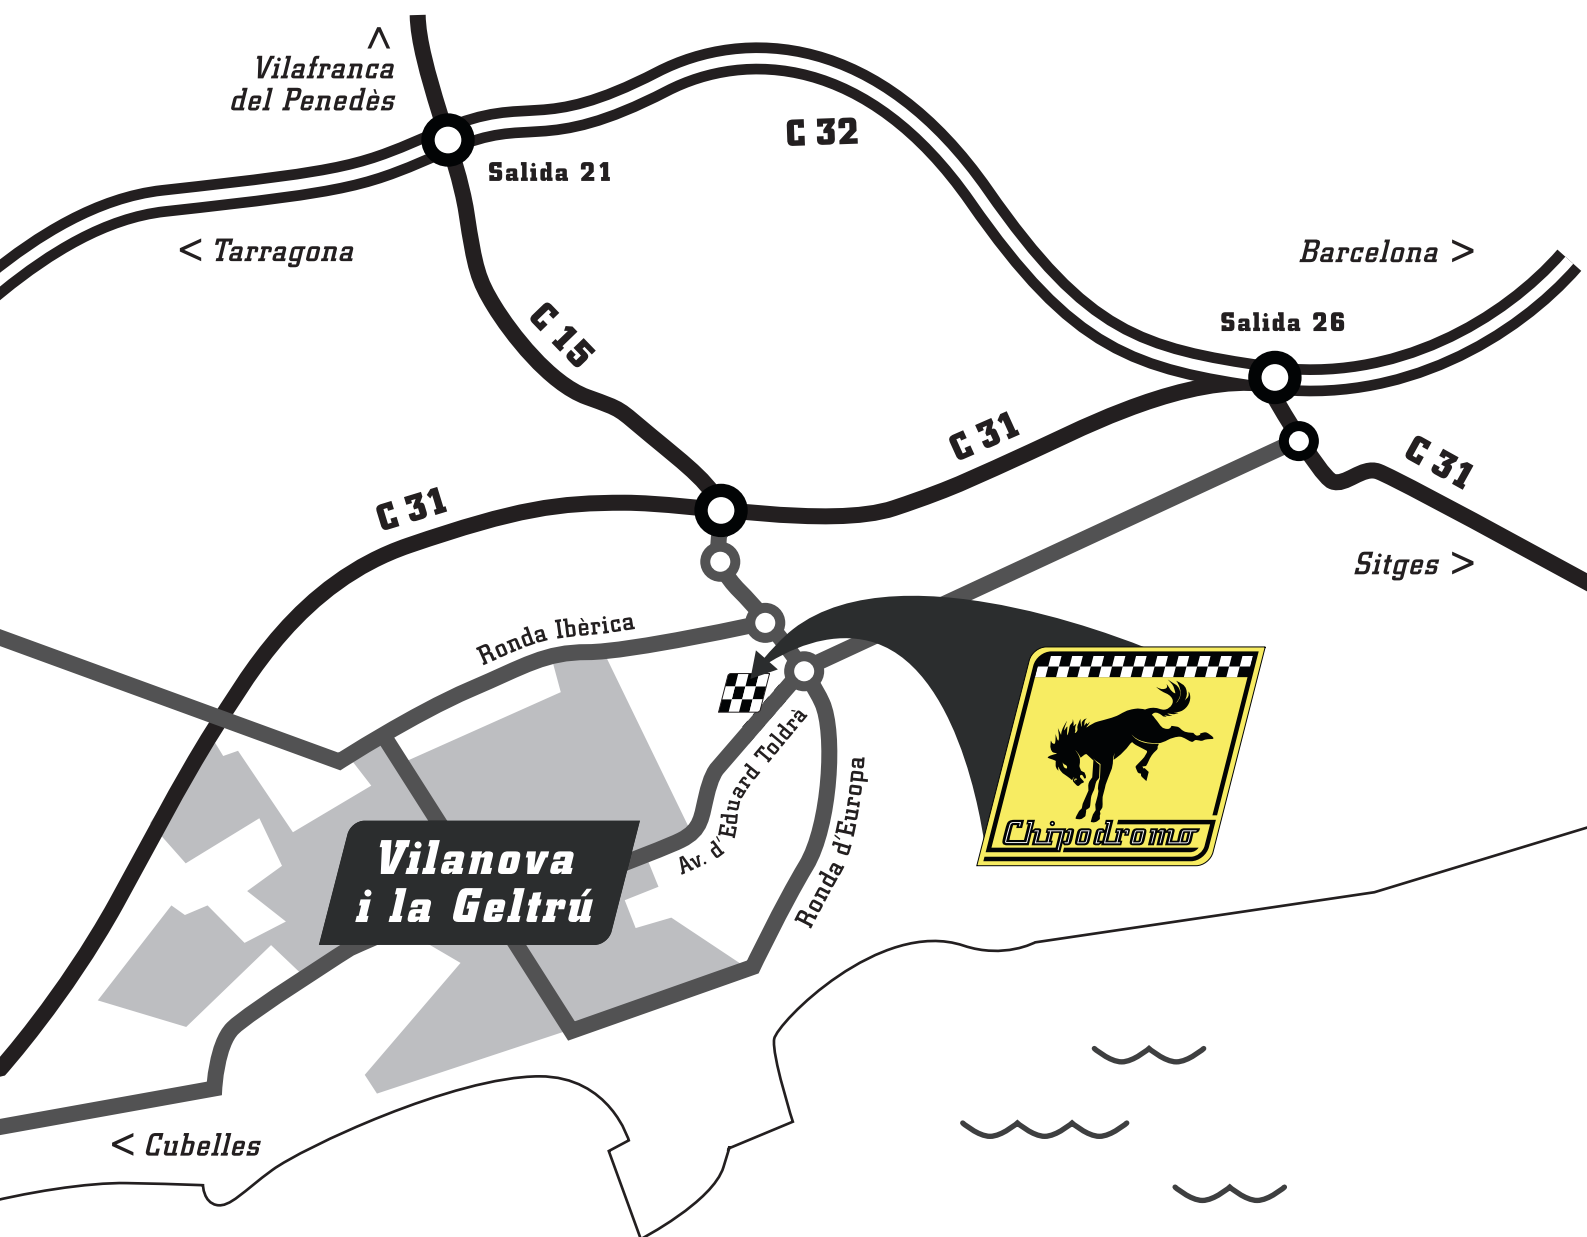 Vilafranca
del Penedès
C 32
Salida 21
< Tarragona
Barcelona >
Salida 26
C 15
C 31
C 31
C 31
Sitges >
Ronda Ibèrica
Av. d'Eduard Toldrà
Ronda d'Europa
Chipodromo
Vilanova
i la Geltrú
< Cubelles